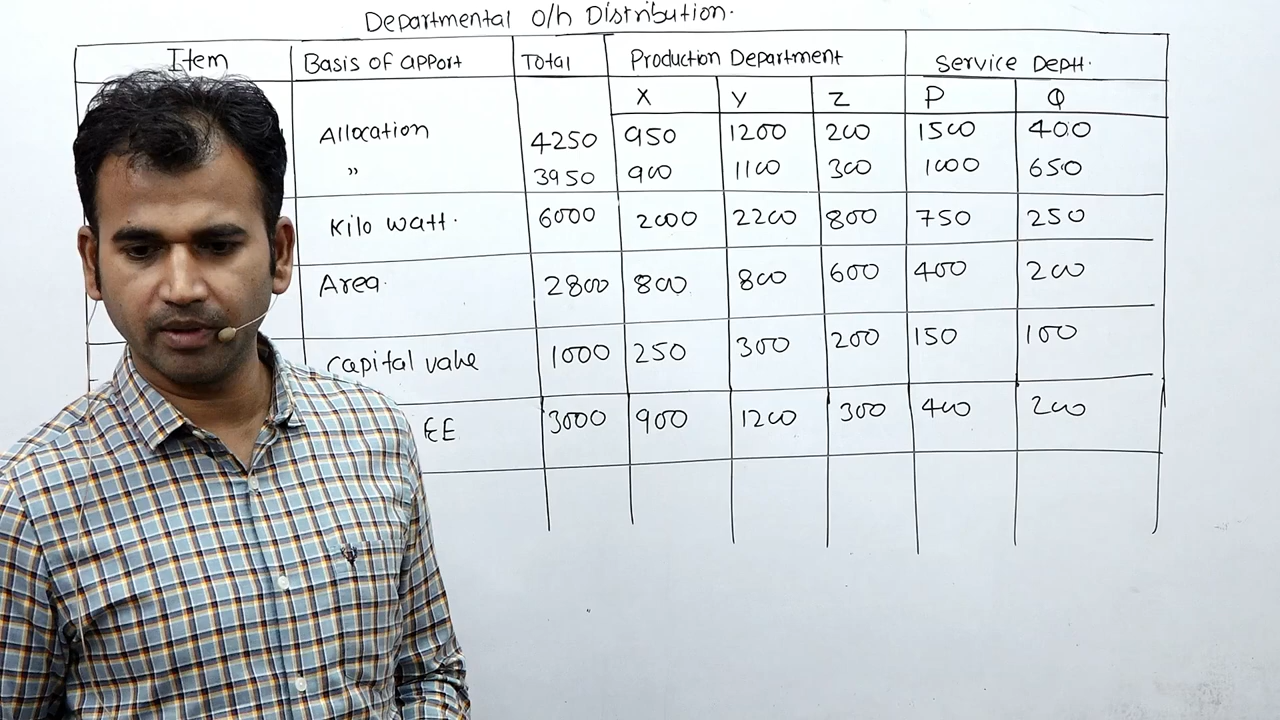 Departmental o/h Distribution.
Item Basis of apport Total Production Department Service Deptt.
X Y Z P Q
Allocation 4250 950 1200 200 1500 400
" 3950 900 1100 300 1000 650
Kilo watt. 6000 2000 2200 800 750 250
Area. 2800 800 800 600 400 200
Capital value 1000 250 300 200 150 100
EE 3000 900 1200 300 400 200